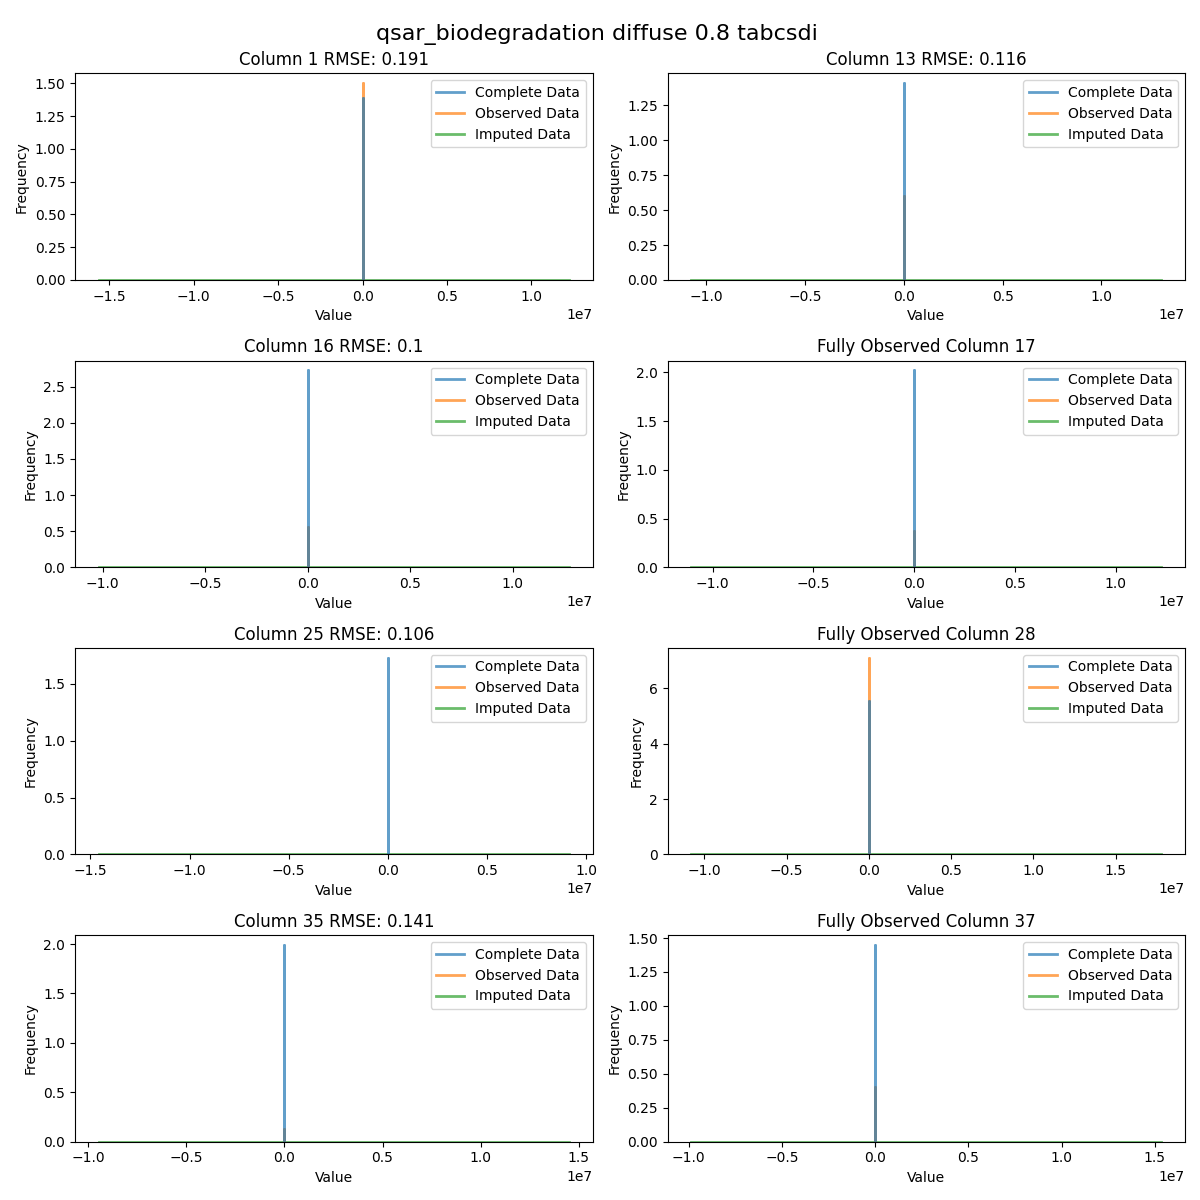 qsar_biodegradation diffuse 0.8 tabcsdi
Column 1 RMSE: 0.191
Frequency
1.50
1.25
1.00
0.75
0.50
0.25
0.00
Complete Data
Observed Data
Imputed Data
−1.5 −1.0 −0.5 0.0 0.5 1.0
1e7
Value
Column 13 RMSE: 0.116
Frequency
1.25
1.00
0.75
0.50
0.25
0.00
Complete Data
Observed Data
Imputed Data
−1.0 −0.5 0.0 0.5 1.0
1e7
Value
Column 16 RMSE: 0.1
Frequency
2.5
2.0
1.5
1.0
0.5
0.0
Complete Data
Observed Data
Imputed Data
−1.0 −0.5 0.0 0.5 1.0
1e7
Value
Fully Observed Column 17
Frequency
2.0
1.5
1.0
0.5
0.0
Complete Data
Observed Data
Imputed Data
−1.0 −0.5 0.0 0.5 1.0
1e7
Value
Column 25 RMSE: 0.106
Frequency
1.5
1.0
0.5
0.0
Complete Data
Observed Data
Imputed Data
−1.5 −1.0 −0.5 0.0 0.5 1.0
1e7
Value
Fully Observed Column 28
Frequency
6
4
2
0
Complete Data
Observed Data
Imputed Data
−1.0 −0.5 0.0 0.5 1.0 1.5
1e7
Value
Column 35 RMSE: 0.141
Frequency
2.0
1.5
1.0
0.5
0.0
Complete Data
Observed Data
Imputed Data
−1.0 −0.5 0.0 0.5 1.0 1.5
1e7
Value
Fully Observed Column 37
Frequency
1.50
1.25
1.00
0.75
0.50
0.25
0.00
Complete Data
Observed Data
Imputed Data
−1.0 −0.5 0.0 0.5 1.0 1.5
1e7
Value